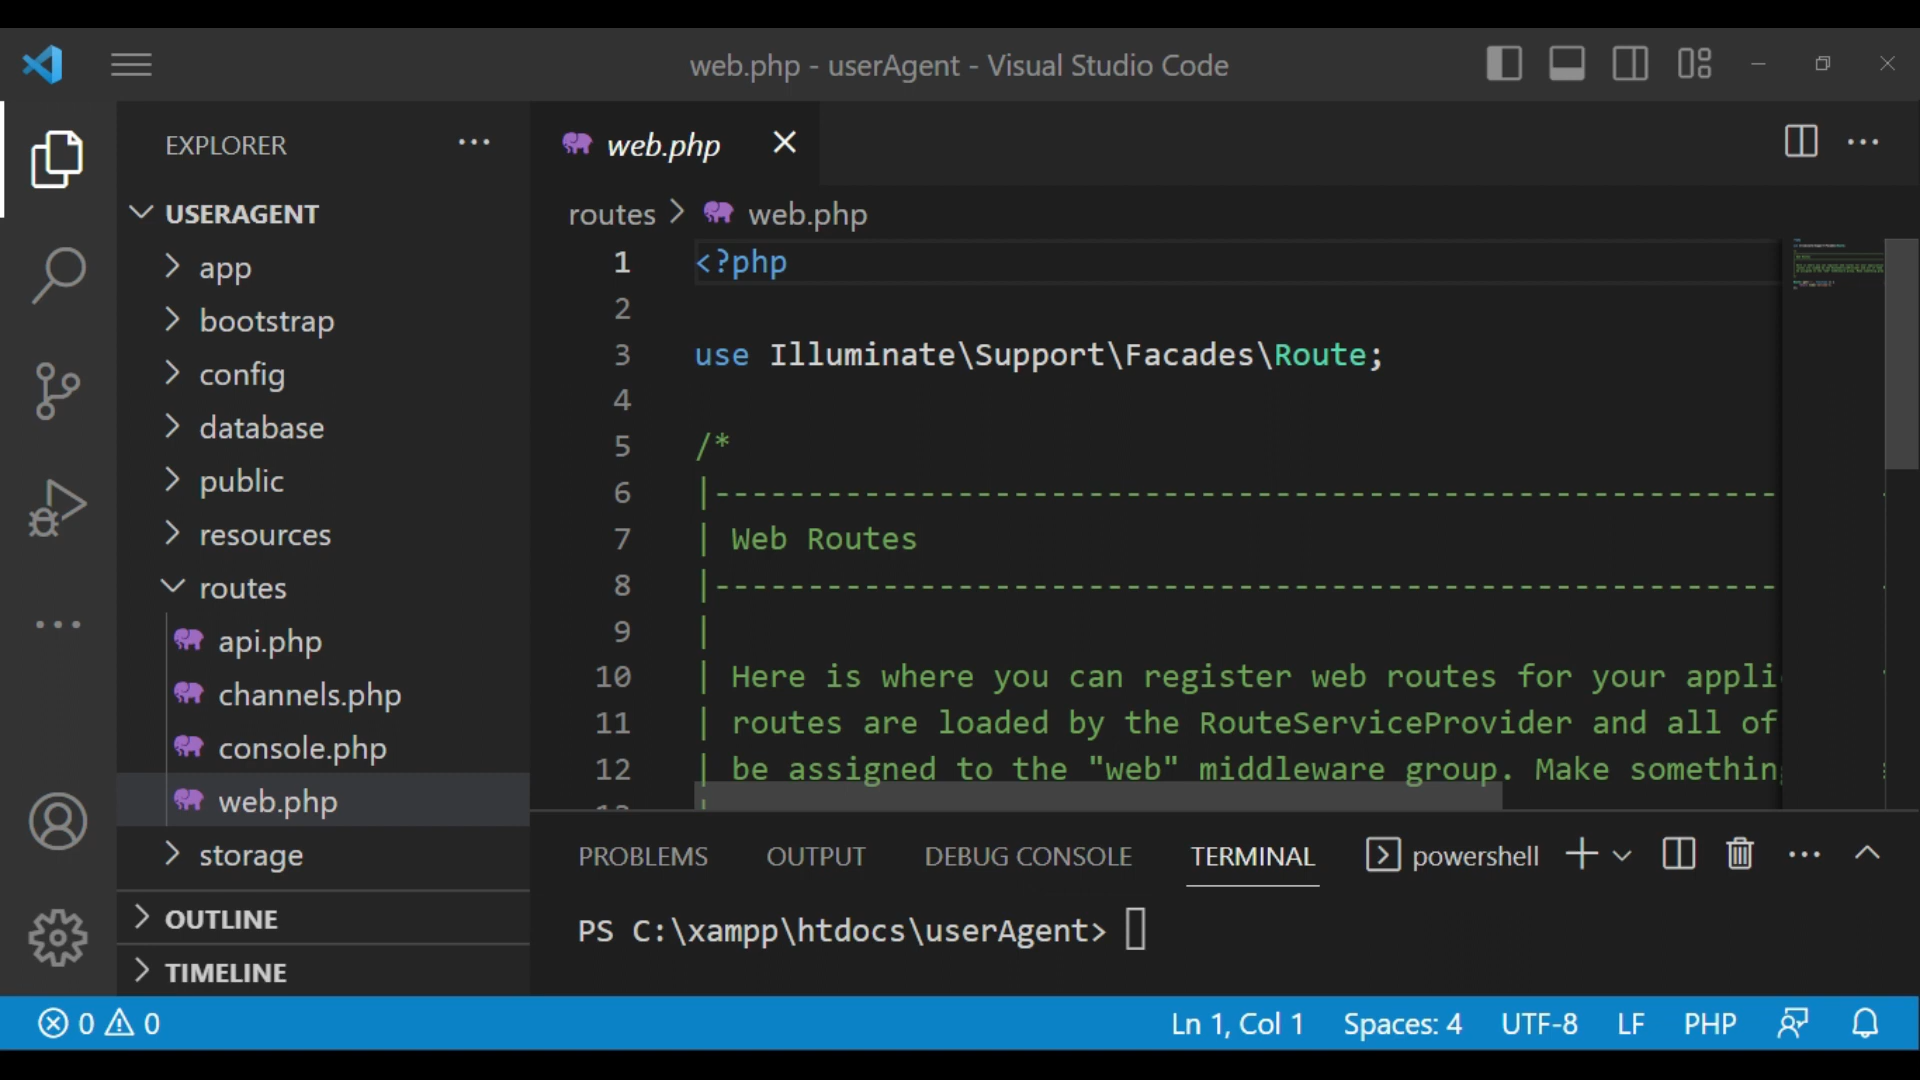 web.php - userAgent - Visual Studio Code
EXPLORER
USERAGENT
app
bootstrap
config
database
public
resources
routes
api.php
channels.php
console.php
web.php
storage
OUTLINE
TIMELINE
web.php
routes > web.php
1 <?php
2
3 use Illuminate\Support\Facades\Route;
4
5 /*
6 |---------------------------------------------------------
7 | Web Routes
8 |---------------------------------------------------------
9 |
10 | Here is where you can register web routes for your appli
11 | routes are loaded by the RouteServiceProvider and all of
12 | be assigned to the "web" middleware group. Make somethin
PROBLEMS OUTPUT DEBUG CONSOLE TERMINAL powershell
PS C:\xampp\htdocs\userAgent>
0 0 Ln 1, Col 1 Spaces: 4 UTF-8 LF PHP